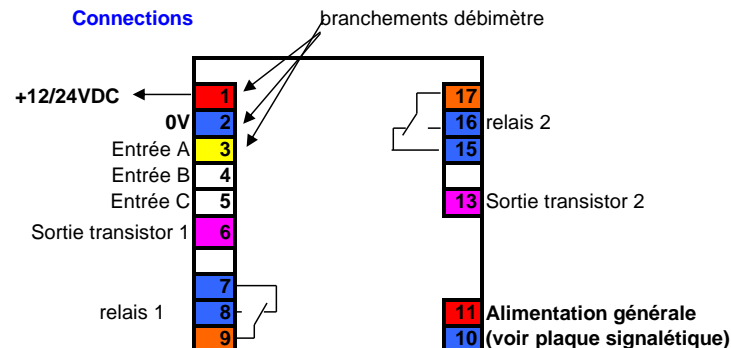 Connections
branchements débimètre
+12/24VDC 1 17
0V 2 16 relais 2
Entrée A 3 15
Entrée B 4
Entrée C 5 13 Sortie transistor 2
Sortie transistor 1 6
7
relais 1 8 11 Alimentation générale
9 10 (voir plaque signalétique)